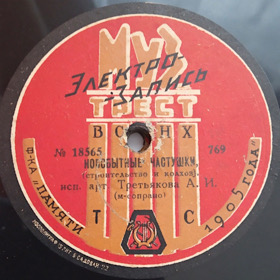 МУЗ
ЭЛЕКТРО-
-ЗАПИСЬ
ТРЕСТ
ВСНХ
№ 18565 769
НОВОБЫТНЫЕ ЧАСТУШКИ,
(строительство и колхоз).
исп. арт. Третьякова А. И.
(м-сопрано)
Ф-КА „ПАМЯТИ
1905 ГОДА"
Т С